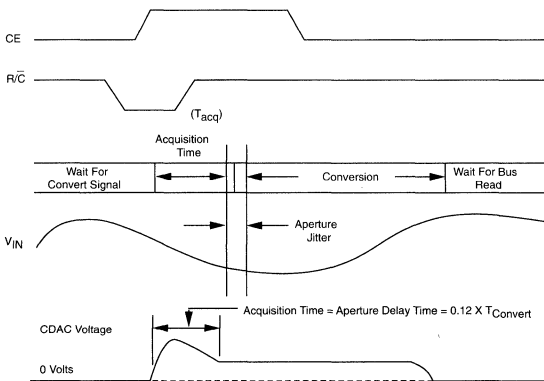 CE
R/C̅
(Tacq)
Acquisition
Time
Wait For
Convert Signal
Conversion
Wait For Bus
Read
Aperture
Jitter
VIN
Acquisition Time = Aperture Delay Time = 0.12 X TConvert
CDAC Voltage
0 Volts